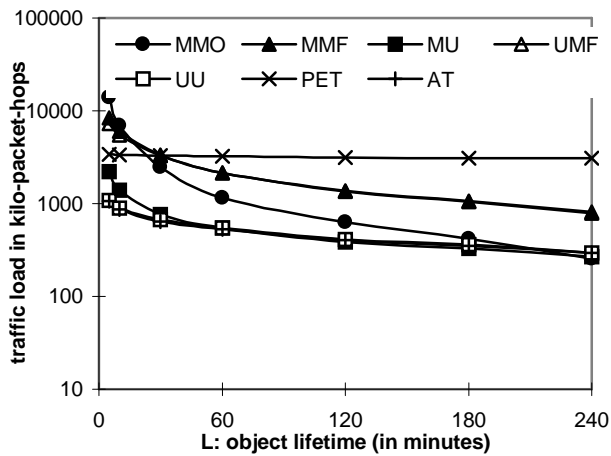 100000
MMO MMF MU UMF
UU PET AT
10000
1000
100
10
0 60 120 180 240
L: object lifetime (in minutes)
traffic load in kilo-packet-hops